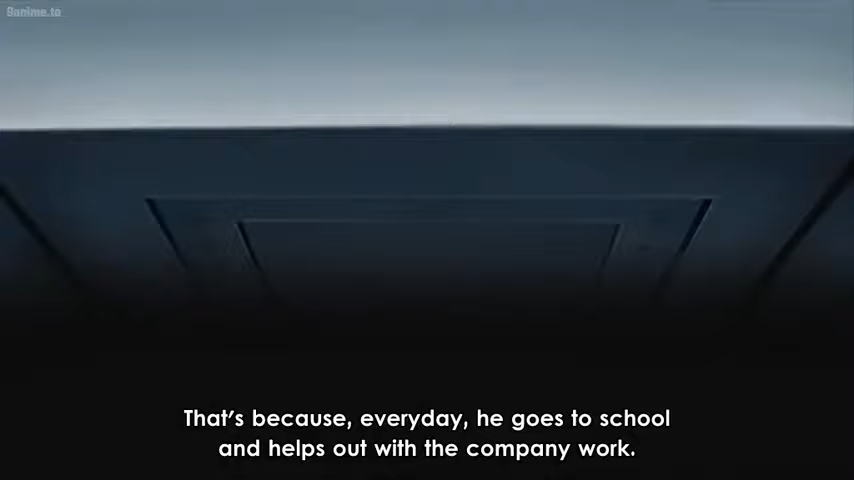 9anime.to
That's because, everyday, he goes to school
and helps out with the company work.